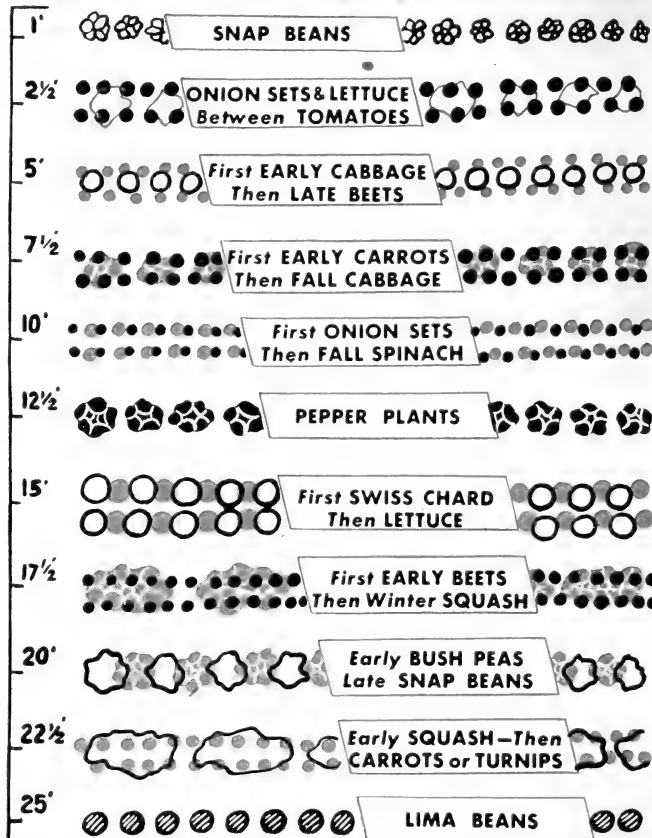 1'
SNAP BEANS
2½'
ONION SETS & LETTUCE
Between TOMATOES
5'
First EARLY CABBAGE
Then LATE BEETS
7½'
First EARLY CARROTS
Then FALL CABBAGE
10'
First ONION SETS
Then FALL SPINACH
12½'
PEPPER PLANTS
15'
First SWISS CHARD
Then LETTUCE
17½'
First EARLY BEETS
Then Winter SQUASH
20'
Early BUSH PEAS
Late SNAP BEANS
22½'
Early SQUASH—Then
CARROTS or TURNIPS
25'
LIMA BEANS